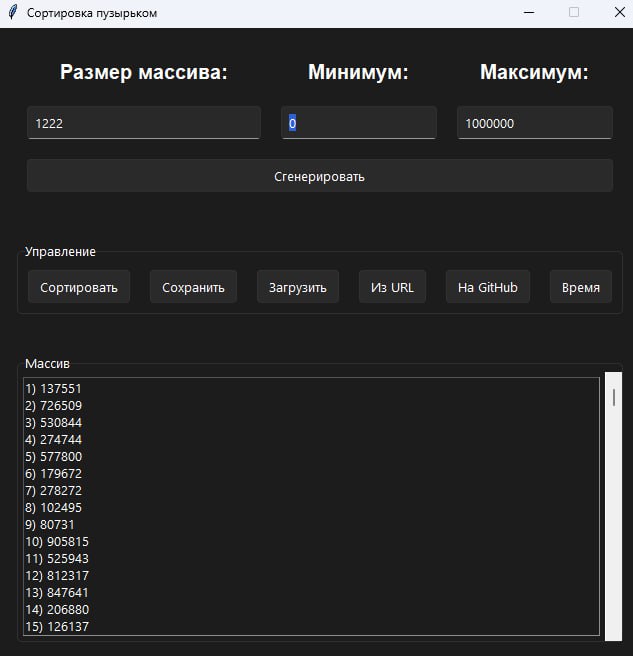 Сортировка пузырьком
Размер массива: Минимум: Максимум:
1222 0 1000000
Сгенерировать
Управление
Сортировать Сохранить Загрузить Из URL На GitHub Время
Массив
1) 137551
2) 726509
3) 530844
4) 274744
5) 577800
6) 179672
7) 278272
8) 102495
9) 80731
10) 905815
11) 525943
12) 812317
13) 847641
14) 206880
15) 126137